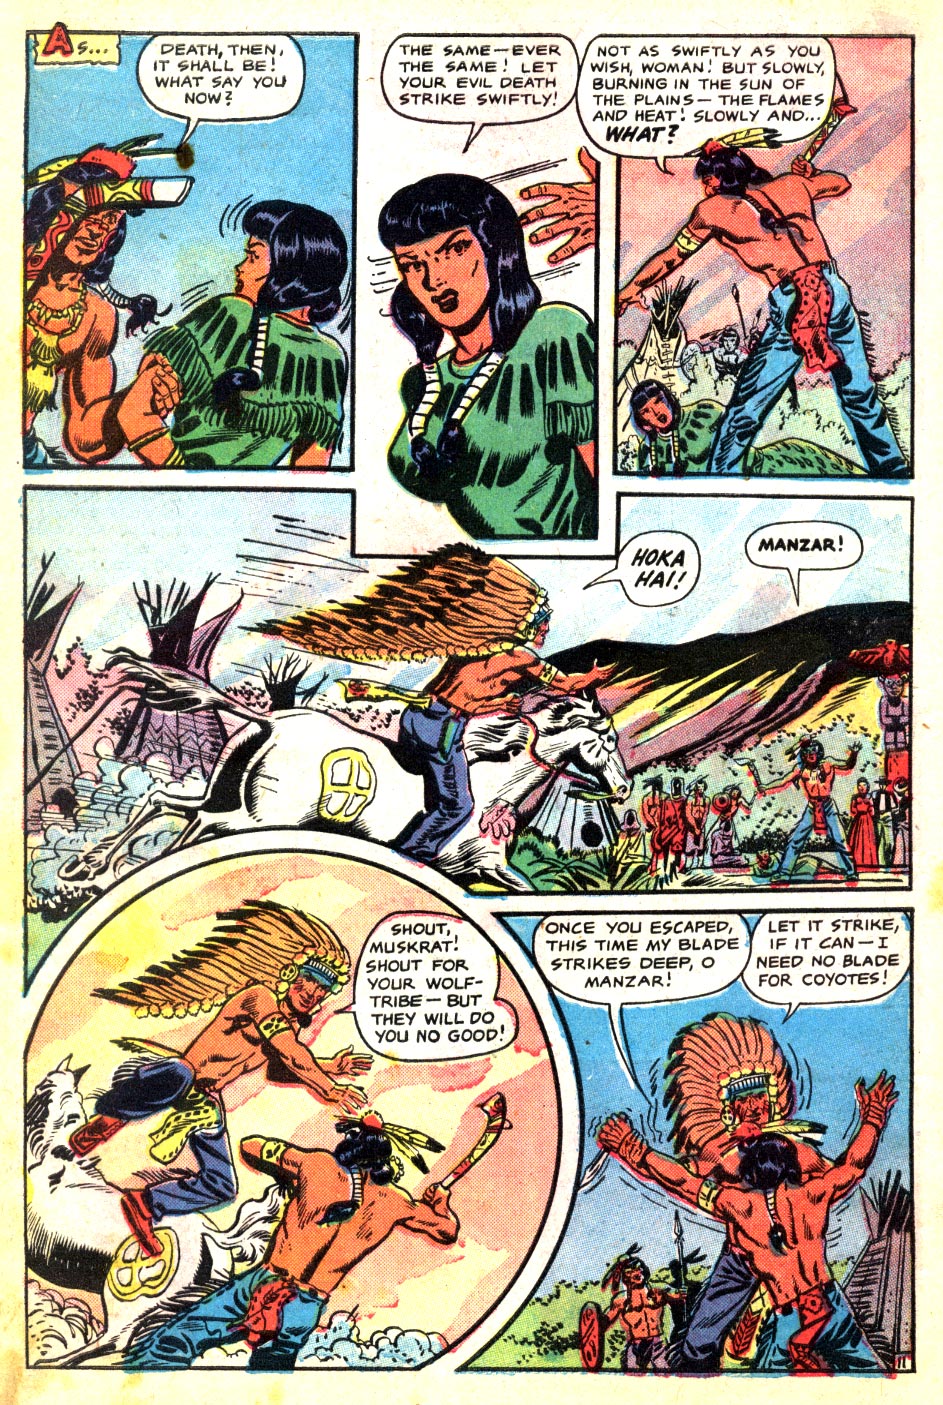 As...
DEATH, THEN,
IT SHALL BE!
WHAT SAY YOU
NOW?
THE SAME—EVER
THE SAME! LET
YOUR EVIL DEATH
STRIKE SWIFTLY!
NOT AS SWIFTLY AS YOU
WISH, WOMAN! BUT SLOWLY,
BURNING IN THE SUN OF
THE PLAINS—THE FLAMES
AND HEAT! SLOWLY AND...
WHAT?
HOKA
HAI!
MANZAR!
SHOUT,
MUSKRAT!
SHOUT FOR
YOUR WOLF-
TRIBE—BUT
THEY WILL DO
YOU NO GOOD!
ONCE YOU ESCAPED,
THIS TIME MY BLADE
STRIKES DEEP, O
MANZAR!
LET IT STRIKE,
IF IT CAN—I
NEED NO BLADE
FOR COYOTES!
11